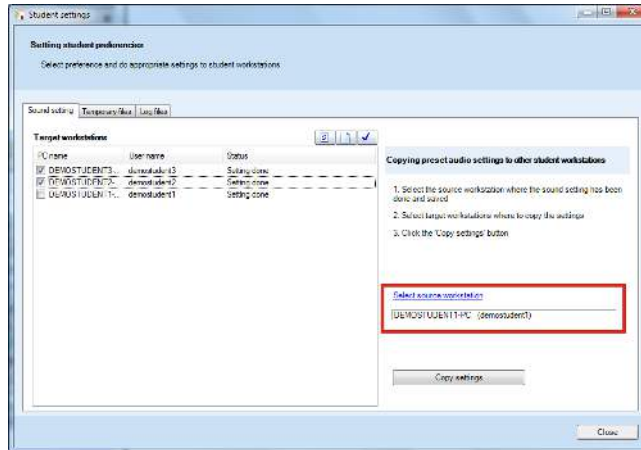 Student settings
Setting student preferencies
Select preference and do appropriate settings to student workstations
Sound setting Temporary files Log files
Target workstations
PC name User name Status
DEMOSTUDENT3-... demostudent3 Setting done
DEMOSTUDENT2-... demostudent2 Setting done
DEMOSTUDENT1-... demostudent1 Setting done
Copying preset audio settings to other student workstations
1. Select the source workstation where the sound setting has been
done and saved
2. Select target workstations where to copy the settings
3. Click the 'Copy settings' button
Select source workstation
DEMOSTUDENT1-PC (demostudent1)
Copy settings
Close